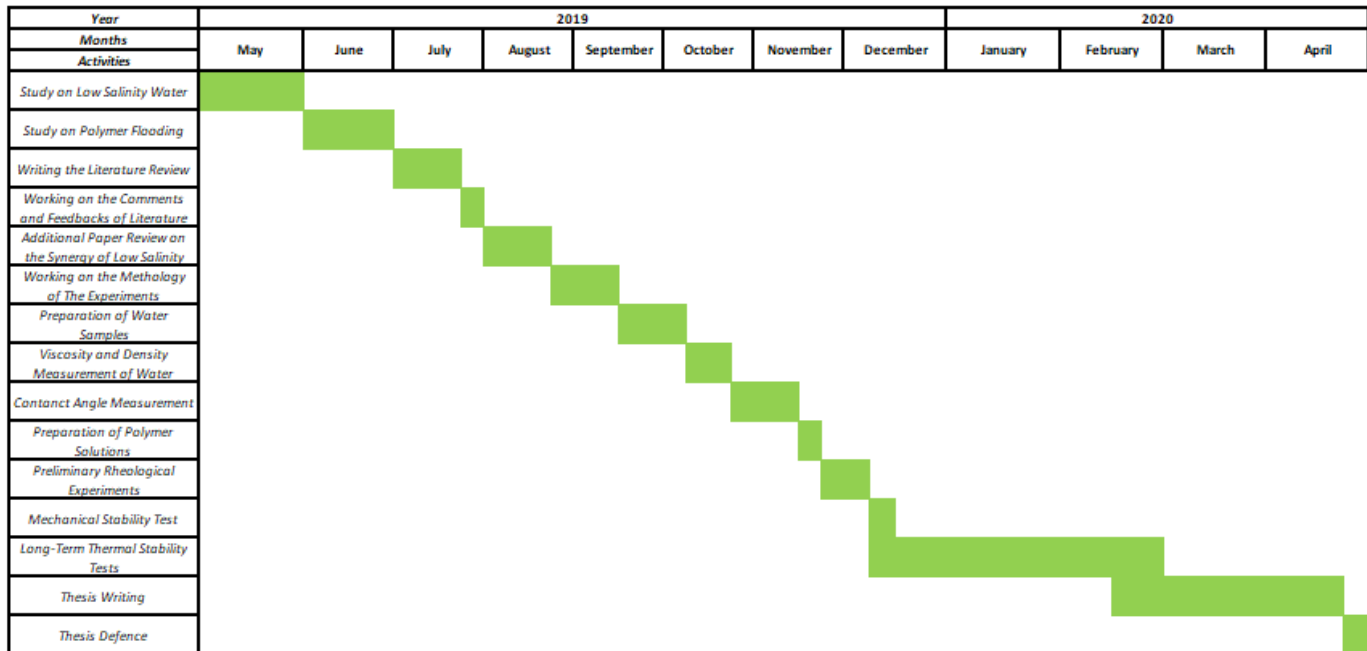 Year 2019 2020
Months
Activities
May June July August September October November December January February March April
Study on Low Salinity Water
Study on Polymer Flooding
Writing the Literature Review
Working on the Comments
and Feedbacks of Literature
Additional Paper Review on
the Synergy of Low Salinity
Working on the Methology
of The Experiments
Preparation of Water
Samples
Viscosity and Density
Measurement of Water
Contanct Angle Measurement
Preparation of Polymer
Solutions
Preliminary Rheological
Experiments
Mechanical Stability Test
Long-Term Thermal Stability
Tests
Thesis Writing
Thesis Defence